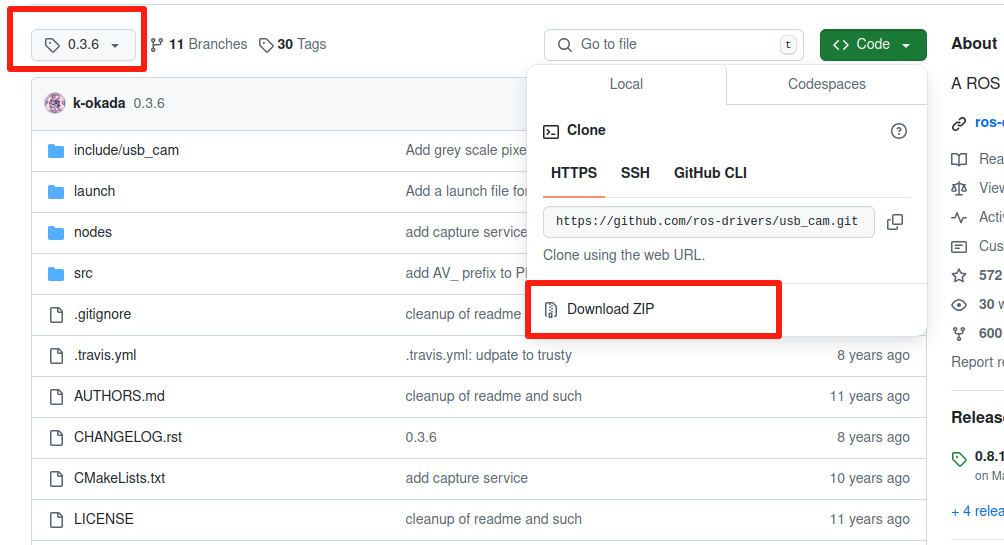 0.3.6 11 Branches 30 Tags Go to file t Code About
Local Codespaces
A ROS
k-okada 0.3.6
ros-
Clone
include/usb_cam Add grey scale pixe
HTTPS SSH GitHub CLI
launch Add a launch file for
https://github.com/ros-drivers/usb_cam.git
nodes add capture service
Clone using the web URL.
src add AV_ prefix to PI
Download ZIP
.gitignore cleanup of readme
.travis.yml .travis.yml: udpate to trusty 8 years ago
AUTHORS.md cleanup of readme and such 11 years ago
CHANGELOG.rst 0.3.6 8 years ago
CMakeLists.txt add capture service 10 years ago
LICENSE cleanup of readme and such 11 years ago
Rea
View
Activ
Cus
572
30 w
600
Report re
Release
0.8.1
on Ma
+ 4 relea